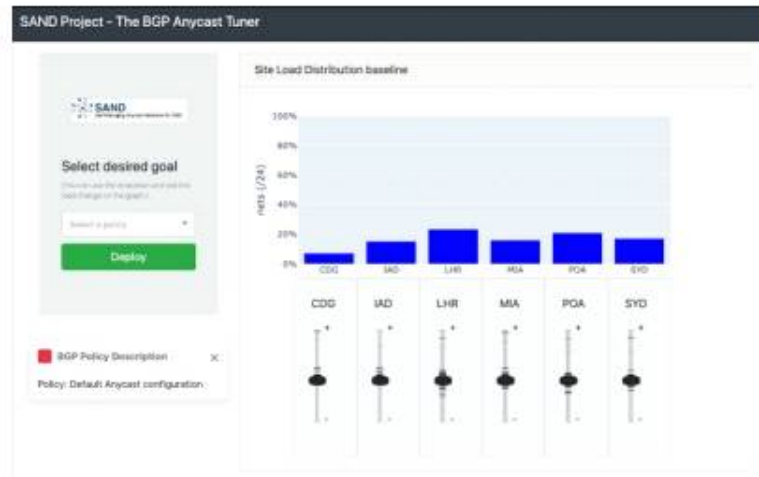 SAND Project - The BGP Anycast Tuner
SAND
Select desired goal
Select a policy
Deploy
BGP Policy Description ×
Policy: Default Anycast configuration
Site Load Distribution baseline
nets (/24)
100%
80%
60%
40%
20%
0%
CDG IAD LHR MIA POA SYD
CDG IAD LHR MIA POA SYD
+ + + + + +
- - - - - -